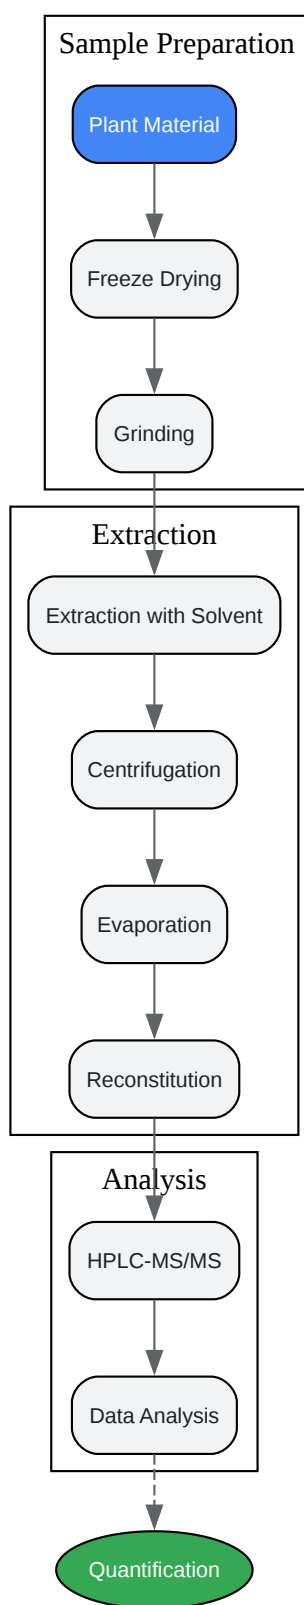 Sample Preparation
Plant Material
Freeze Drying
Grinding
Extraction
Extraction with Solvent
Centrifugation
Evaporation
Reconstitution
Analysis
HPLC-MS/MS
Data Analysis
Quantification